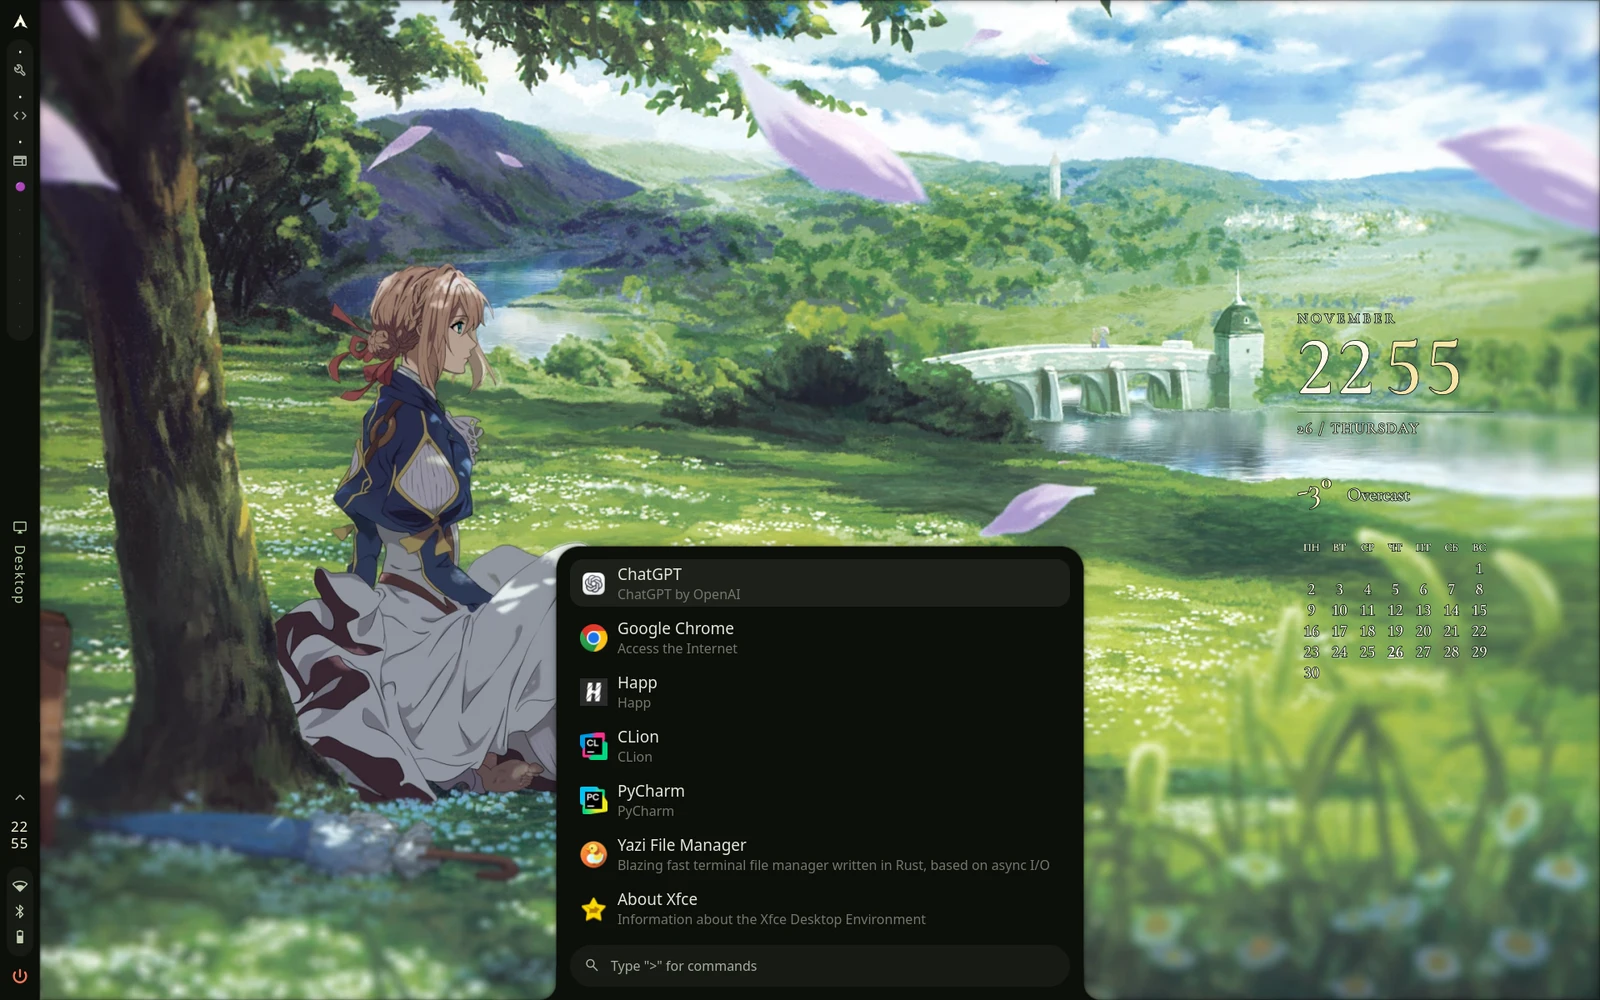 Desktop
22
55
NOVEMBER
22 55
26 / THURSDAY
-3° Overcast
ПН ВТ СР ЧТ ПТ СБ ВС
1
2 3 4 5 6 7 8
9 10 11 12 13 14 15
16 17 18 19 20 21 22
23 24 25 26 27 28 29
30
ChatGPT
ChatGPT by OpenAI
Google Chrome
Access the Internet
Happ
Happ
CL
CLion
CLion
PC
PyCharm
PyCharm
Yazi File Manager
Blazing fast terminal file manager written in Rust, based on async I/O
About Xfce
Information about the Xfce Desktop Environment
Type ">" for commands